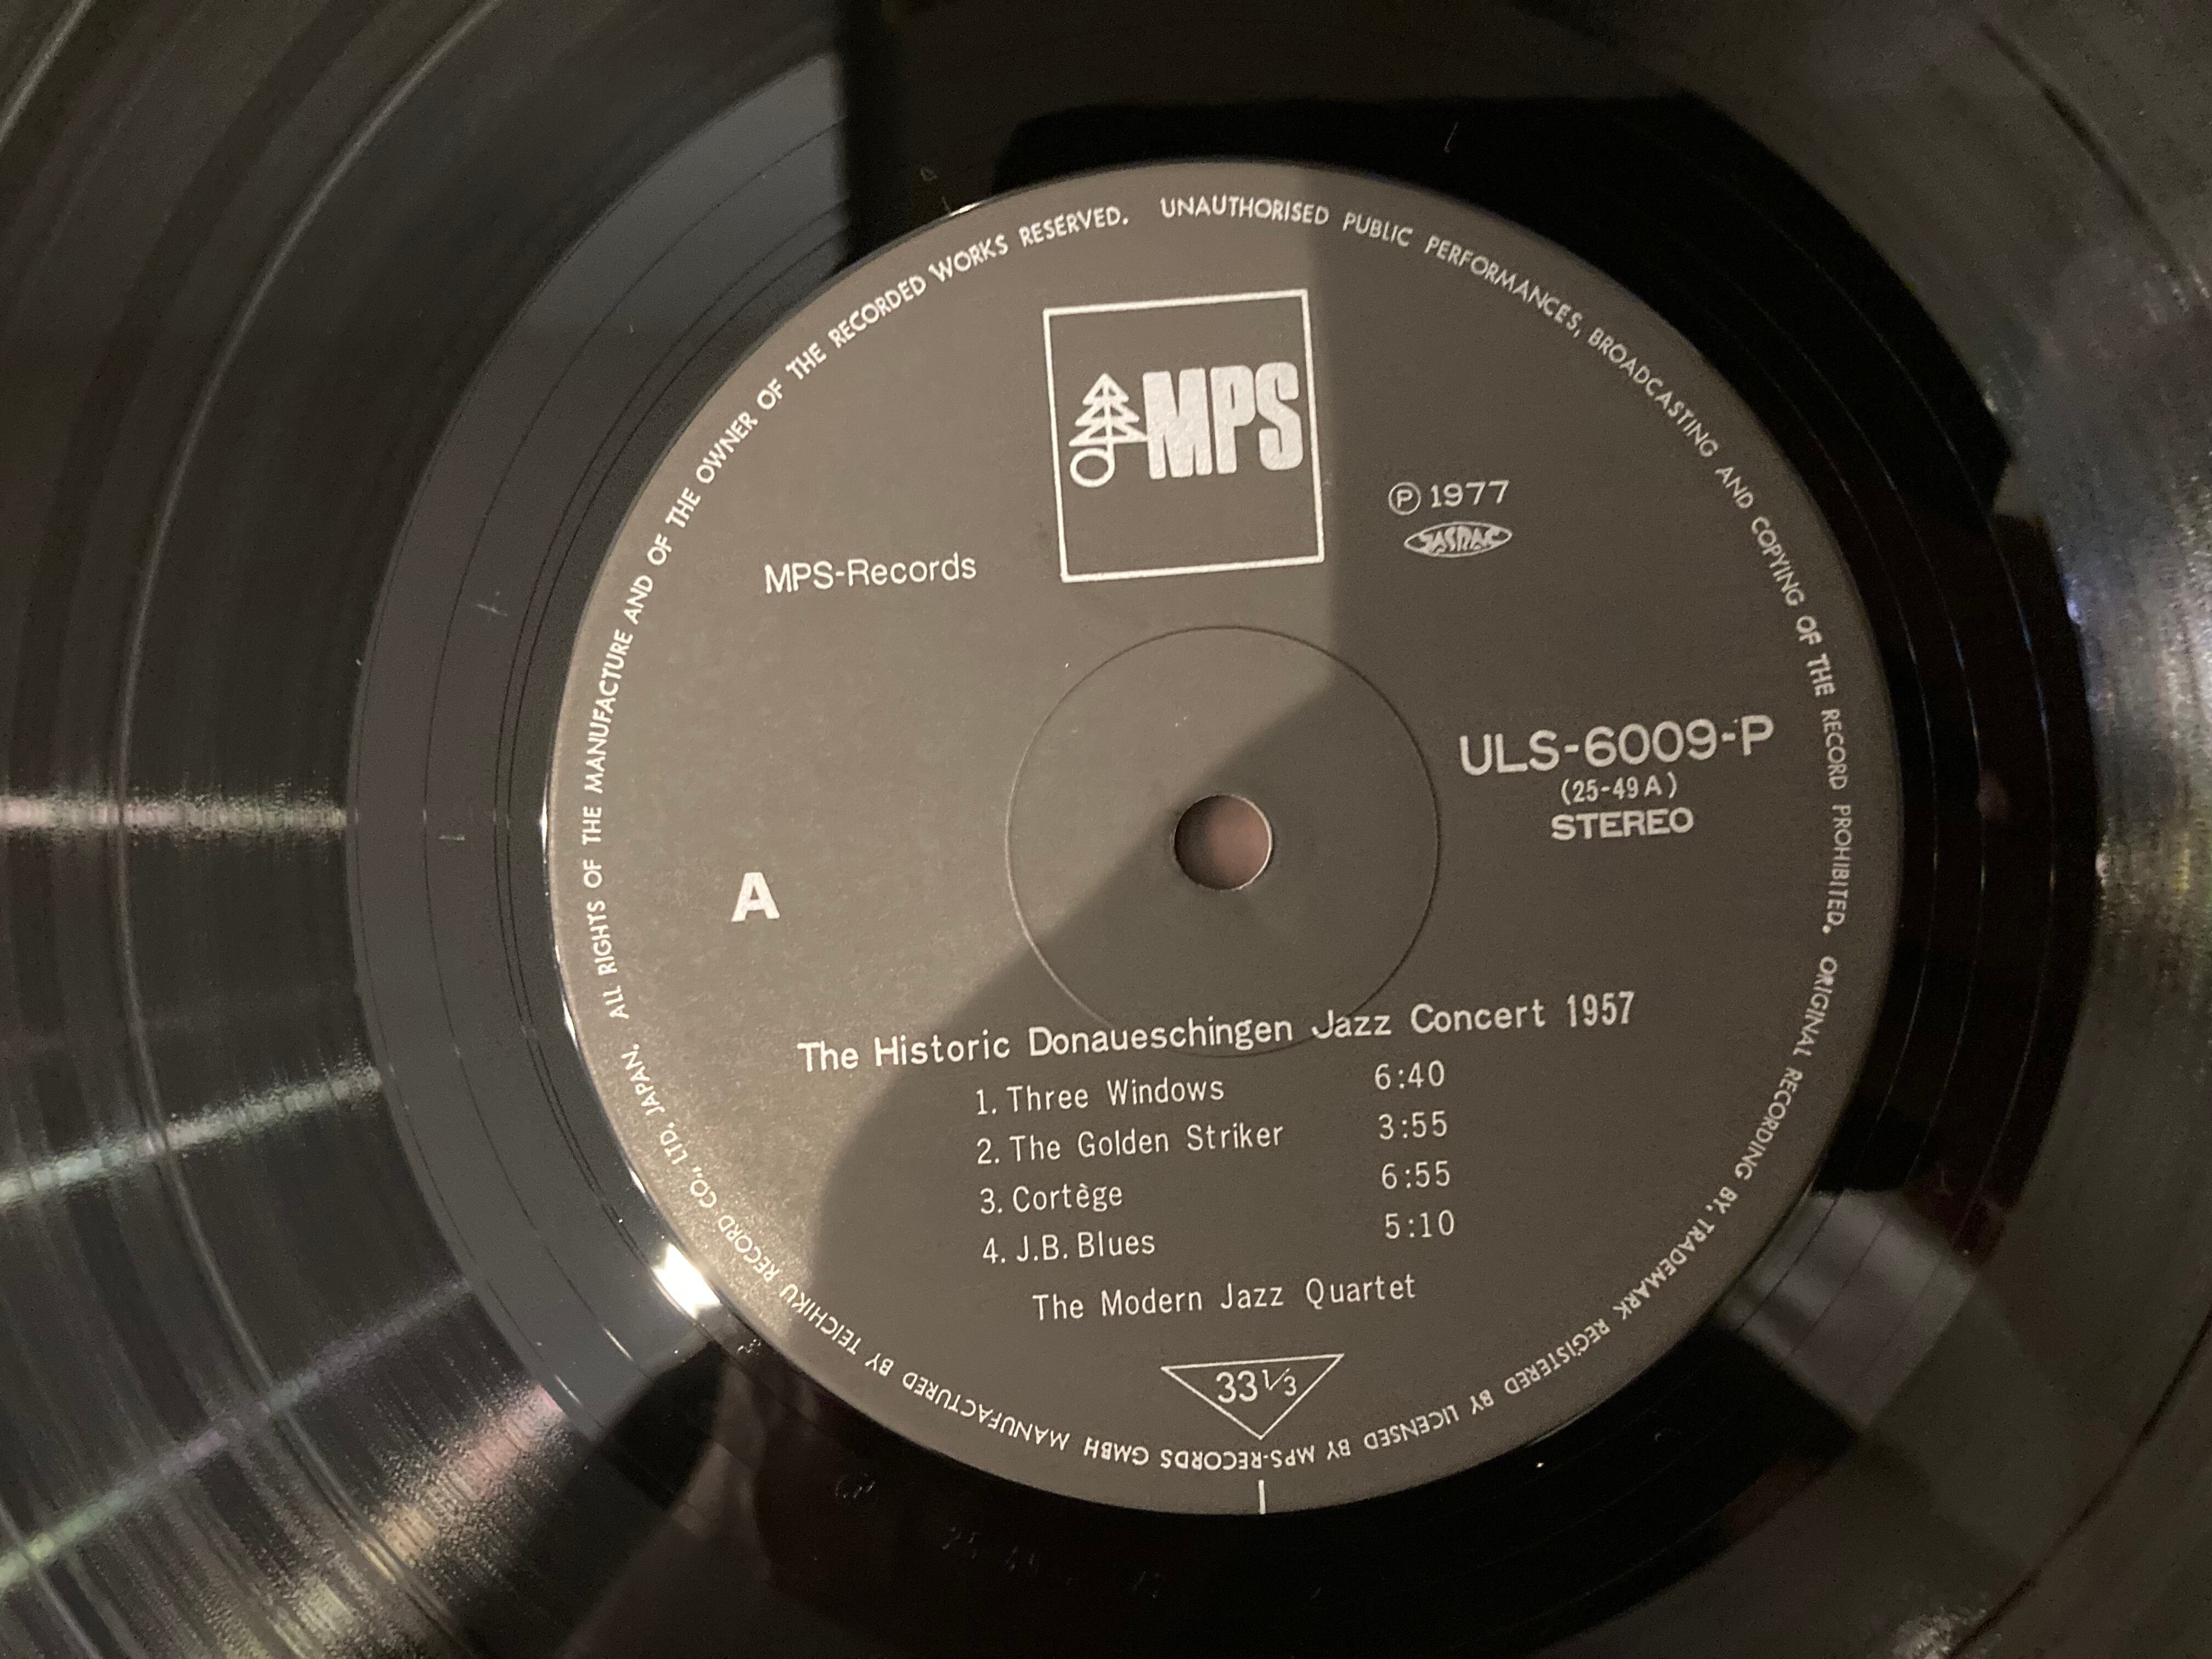 MPS
MPS-Records
Ⓟ 1977
JASRAC
ULS-6009-P
(25-49A)
STEREO
A
The Historic Donaueschingen Jazz Concert 1957
1. Three Windows 6:40
2. The Golden Striker 3:55
3. Cortège 6:55
4. J.B. Blues 5:10
The Modern Jazz Quartet
33 1/3
ALL RIGHTS OF THE MANUFACTURE AND OF THE OWNER OF THE RECORDED WORKS RESERVED. UNAUTHORISED PUBLIC PERFORMANCES, BROADCASTING AND COPYING OF THE RECORD PROHIBITED. ORIGINAL RECORDING BY, TRADEMARK REGISTERED BY LICENSED BY MPS-RECORDS GMBH MANUFACTURED BY TEICHIKU RECORD CO., LTD. JAPAN.